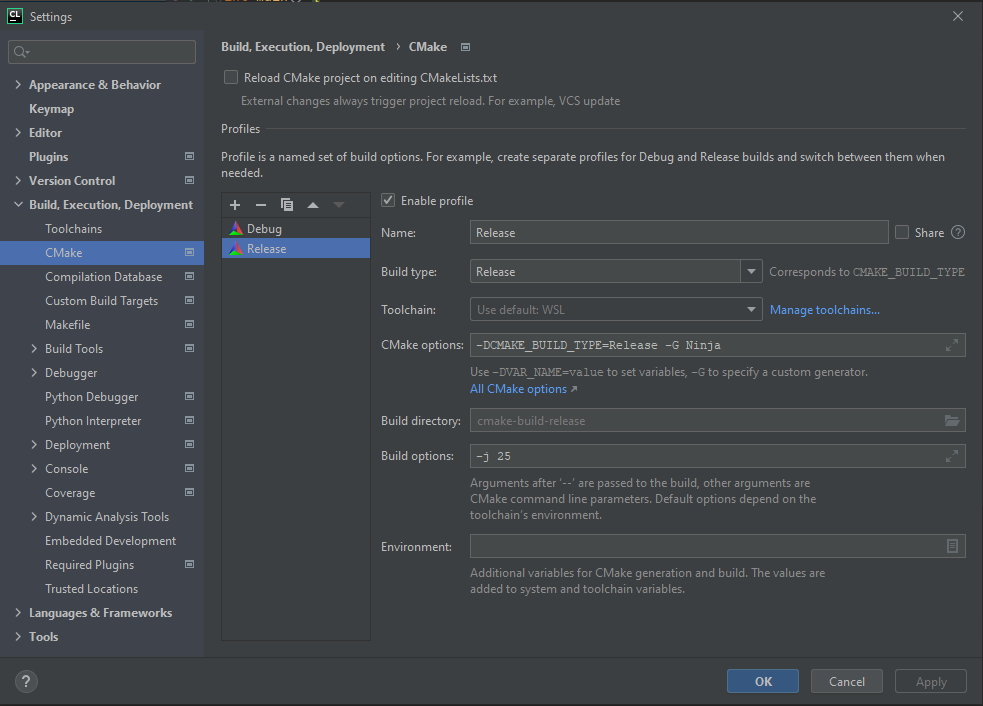 CL Settings
Build, Execution, Deployment › CMake
Reload CMake project on editing CMakeLists.txt
External changes always trigger project reload. For example, VCS update
Profiles
Profile is a named set of build options. For example, create separate profiles for Debug and Release builds and switch between them when
needed.
Appearance & Behavior
Keymap
Editor
Plugins
Version Control
Build, Execution, Deployment
Toolchains
CMake
Compilation Database
Custom Build Targets
Makefile
Build Tools
Debugger
Python Debugger
Python Interpreter
Deployment
Console
Coverage
Dynamic Analysis Tools
Embedded Development
Required Plugins
Trusted Locations
Languages & Frameworks
Tools
Debug
Release
Enable profile
Name: Release Share ?
Build type: Release Corresponds to CMAKE_BUILD_TYPE
Toolchain: Use default: WSL Manage toolchains...
CMake options: -DCMAKE_BUILD_TYPE=Release -G Ninja
Use -DVAR_NAME=value to set variables, -G to specify a custom generator.
All CMake options ↗
Build directory: cmake-build-release
Build options: -j 25
Arguments after '--' are passed to the build, other arguments are
CMake command line parameters. Default options depend on the
toolchain's environment.
Environment:
Additional variables for CMake generation and build. The values are
added to system and toolchain variables.
? OK Cancel Apply